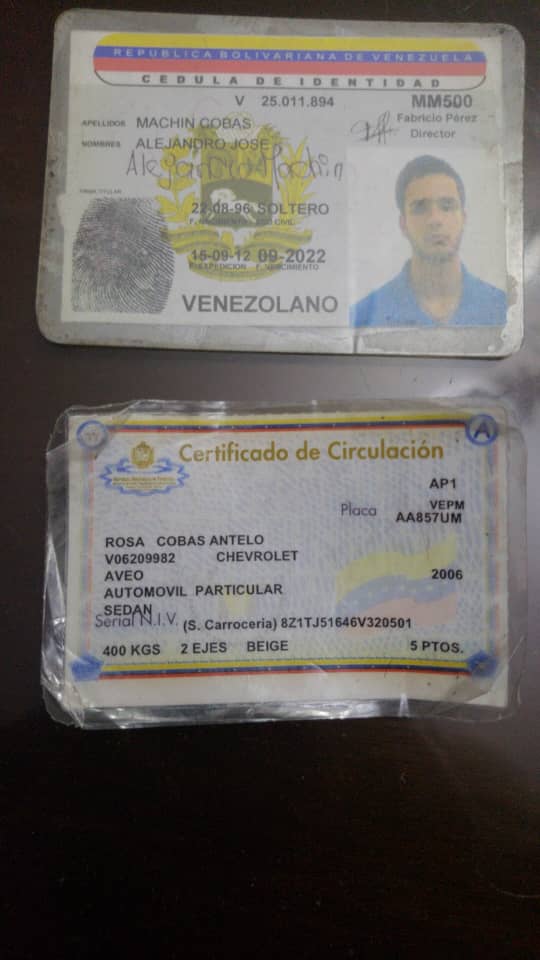 REPUBLICA BOLIVARIANA DE VENEZUELA
CEDULA DE IDENTIDAD
V 25.011.894 MM500
Fabricio Pérez
Director
APELLIDOS MACHIN COBAS
NOMBRES ALEJANDRO JOSE
Alejandro Machin
FIRMA TITULAR
22-08-96 SOLTERO
F. NACIMIENTO EDO CIVIL
15-09-12 09-2022
F. EXPEDICION F. VENCIMIENTO
VENEZOLANO
Certificado de Circulación
AP1
Placa VEPM
AA857UM
ROSA COBAS ANTELO
V06209982 CHEVROLET
AVEO 2006
AUTOMOVIL PARTICULAR
SEDAN
Serial N.I.V. (S. Carroceria) 8Z1TJ51646V320501
400 KGS 2 EJES BEIGE 5 PTOS.